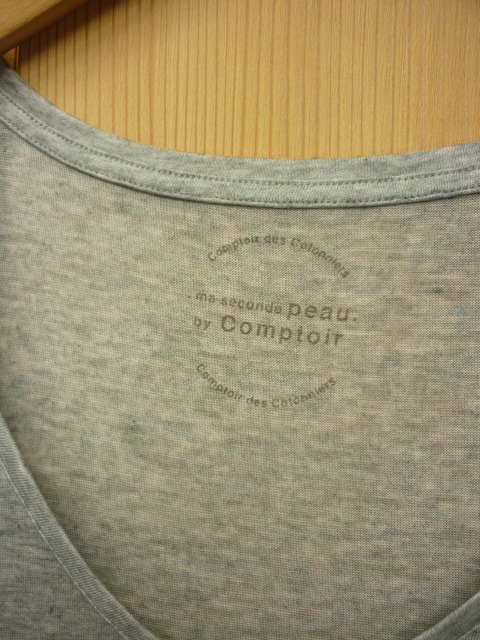 Comptoir des Cotonniers
. ma seconde peau.
by Comptoir
Comptoir des Cotonniers